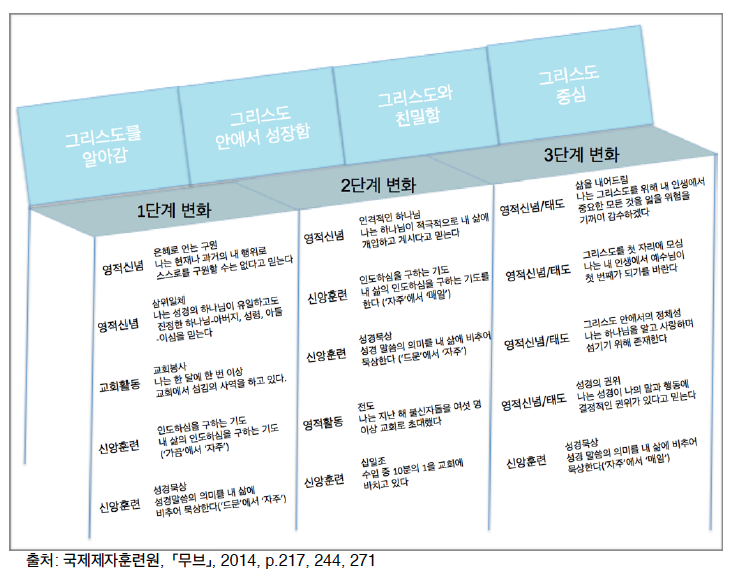 그리스도를
알아감
그리스도
안에서 성장함
그리스도와
친밀함
그리스도
중심
1단계 변화
2단계 변화
3단계 변화
영적신념
은혜로 얻는 구원
나는 현재나 과거의 내 행위로
스스로를 구원할 수는 없다고 믿는다
영적신념
삼위일체
나는 성경의 하나님이 유일하고도
진정한 하나님-아버지, 성령, 아들
-이심을 믿는다
교회활동
교회봉사
나는 한 달에 한 번 이상
교회에서 섬김의 사역을 하고 있다.
신앙훈련
인도하심을 구하는 기도
내 삶의 인도하심을 구하는 기도
('가끔'에서 '자주')
신앙훈련
성경묵상
성경말씀의 의미를 내 삶에
비추어 묵상한다('드문'에서 '자주')
영적신념
인격적인 하나님
나는 하나님이 적극적으로 내 삶에
개입하고 계시다고 믿는다
신앙훈련
인도하심을 구하는 기도
내 삶의 인도하심을 구하는 기도를
한다 ('자주'에서 '매일')
신앙훈련
성경묵상
성경 말씀의 의미를 내 삶에 비추어
묵상한다 ('드문'에서 '자주')
영적활동
전도
나는 지난 해 불신자들을 여섯 명
이상 교회로 초대했다
신앙훈련
십일조
수입 중 10분의 1을 교회에
바치고 있다
영적신념/태도
삶을 내어드림
나는 그리스도를 위해 내 인생에서
중요한 모든 것을 잃을 위험을
기꺼이 감수하겠다
영적신념/태도
그리스도를 첫 자리에 모심
나는 내 인생에서 예수님이
첫 번째가 되기를 바란다
영적신념/태도
그리스도 안에서의 정체성
나는 하나님을 알고 사랑하며
섬기기 위해 존재한다
영적신념/태도
성경의 권위
나는 성경이 나의 말과 행동에
결정적인 권위가 있다고 믿는다
신앙훈련
성경묵상
성경 말씀의 의미를 내 삶에 비추어
묵상한다('자주'에서 '매일')
출처: 국제제자훈련원, 「무브」, 2014, p.217, 244, 271